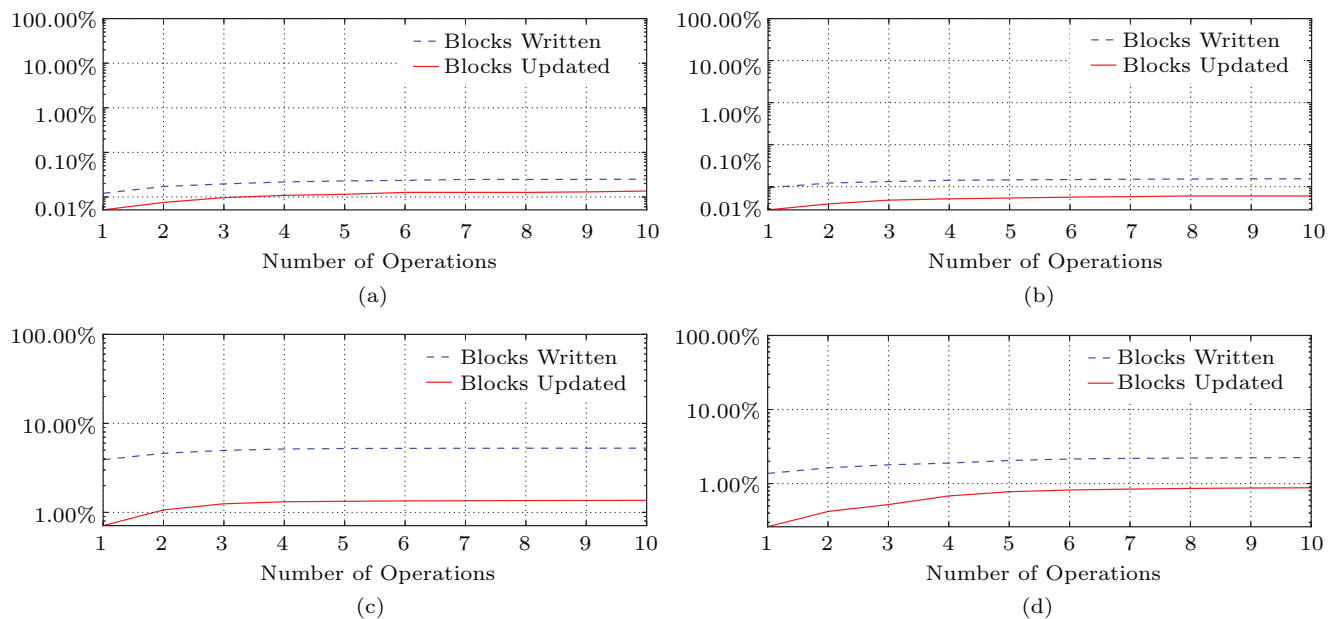 100.00%
10.00%
1.00%
0.10%
0.01%
Blocks Written
Blocks Updated
1 2 3 4 5 6 7 8 9 10
Number of Operations
(a)
100.00%
10.00%
1.00%
0.10%
0.01%
Blocks Written
Blocks Updated
1 2 3 4 5 6 7 8 9 10
Number of Operations
(b)
100.00%
10.00%
1.00%
Blocks Written
Blocks Updated
1 2 3 4 5 6 7 8 9 10
Number of Operations
(c)
100.00%
10.00%
1.00%
Blocks Written
Blocks Updated
1 2 3 4 5 6 7 8 9 10
Number of Operations
(d)